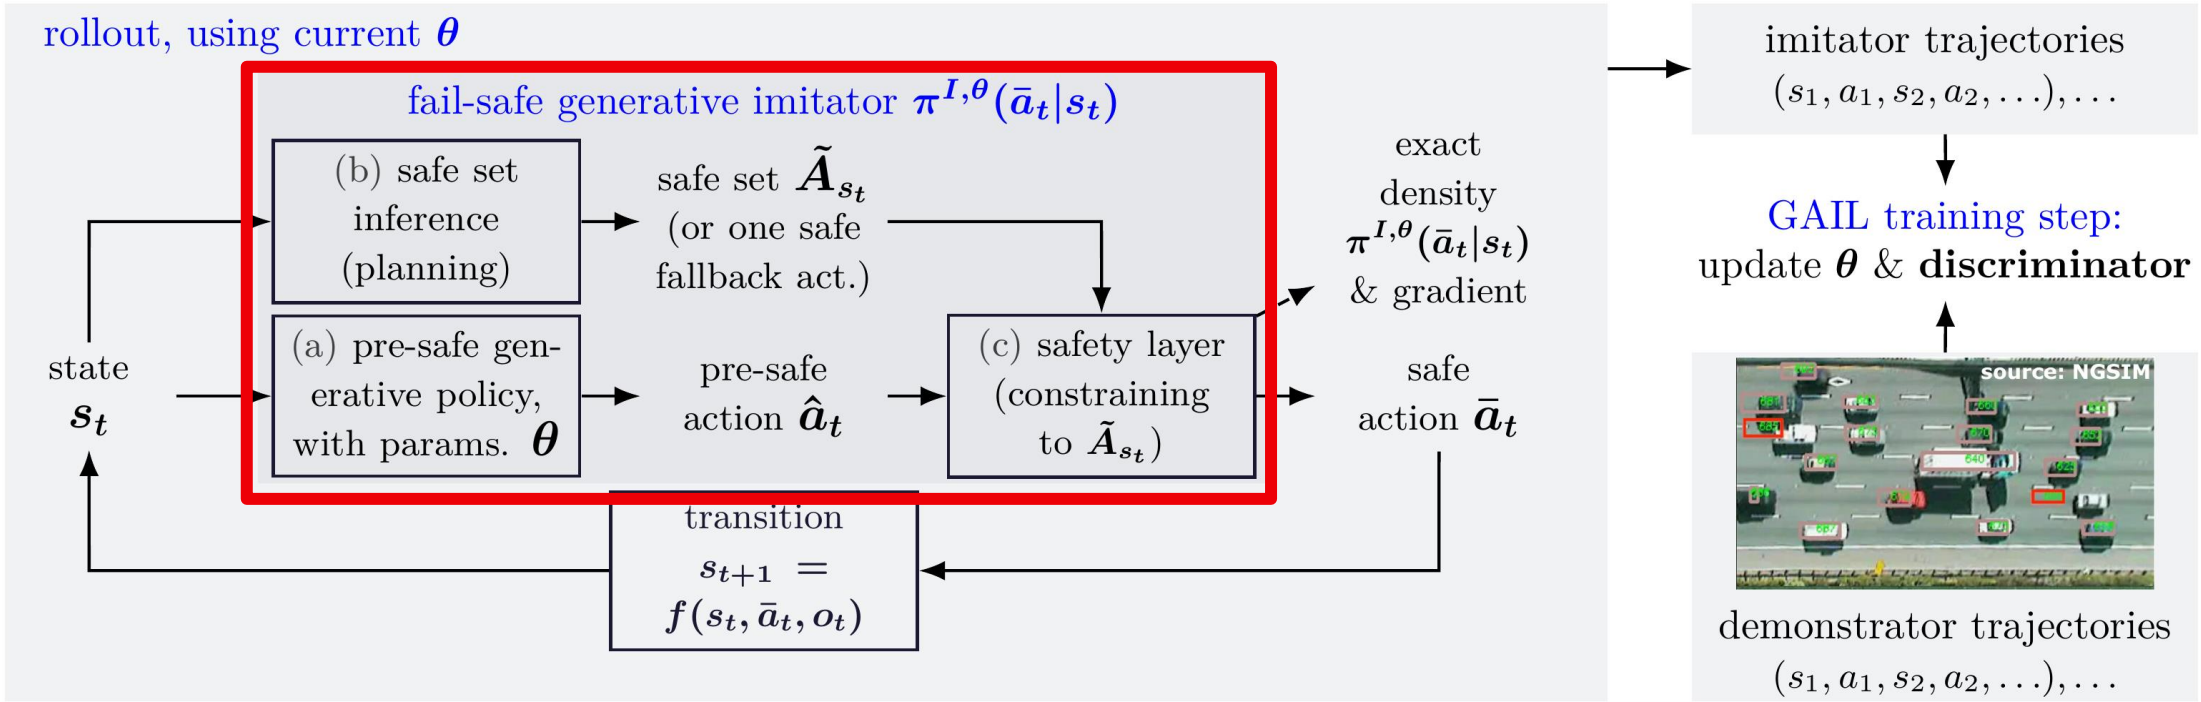 rollout, using current θ
fail-safe generative imitator π^{I,θ}(ā_t|s_t)
(b) safe set
inference
(planning)
safe set Ã_{s_t}
(or one safe
fallback act.)
exact
density
π^{I,θ}(ā_t|s_t)
& gradient
state
s_t
(a) pre-safe gen-
erative policy,
with params. θ
pre-safe
action â_t
(c) safety layer
(constraining
to Ã_{s_t})
safe
action ā_t
transition
s_{t+1} =
f(s_t, ā_t, o_t)
imitator trajectories
(s_1, a_1, s_2, a_2, ...), ...
GAIL training step:
update θ & discriminator
source: NGSIM
640
demonstrator trajectories
(s_1, a_1, s_2, a_2, ...), ...